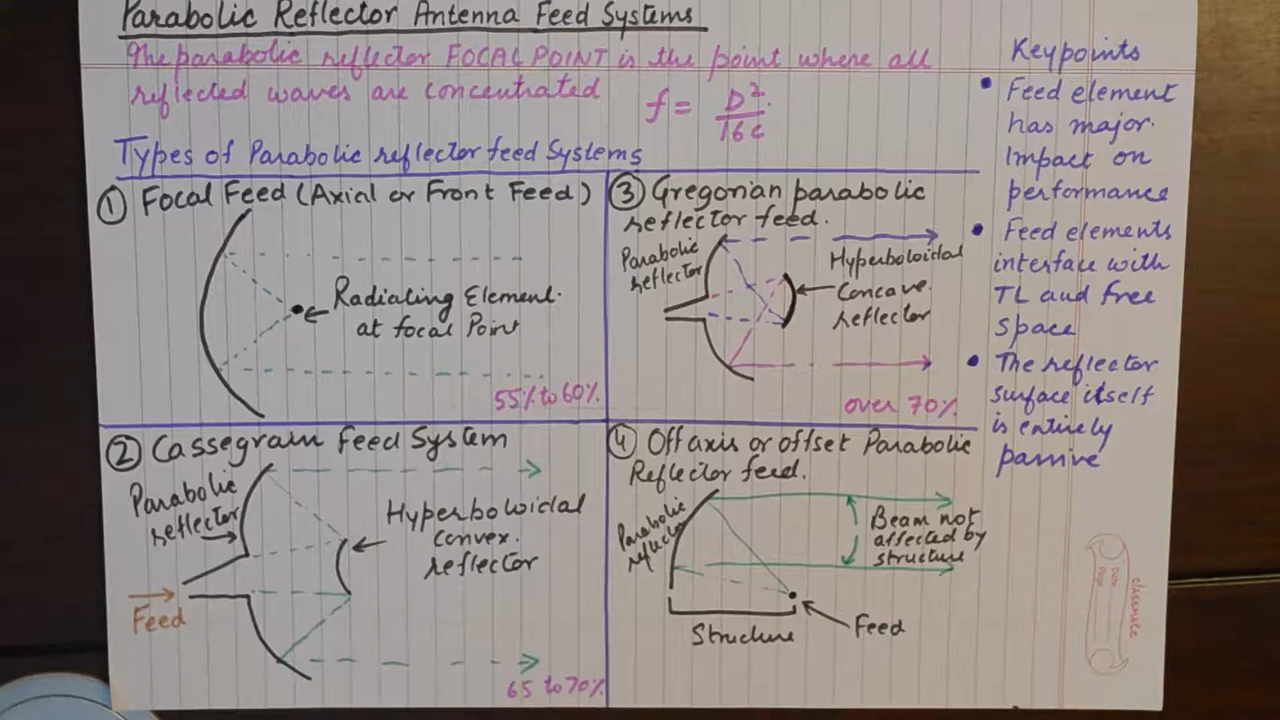 Parabolic Reflector Antenna Feed Systems
The parabolic reflector FOCAL POINT is the point where all
reflected waves are concentrated
f = D²/16c
Types of Parabolic reflector feed Systems
① Focal Feed (Axial or Front Feed)
Radiating Element
at focal Point
55% to 60%
② Cassegrain Feed System
Parabolic
reflector
Hyperboloidal
convex
reflector
Feed
65 to 70%
③ Gregorian parabolic
reflector feed.
Parabolic
reflector
Hyperboloidal
Concave
reflector
over 70%
④ Off axis or offset Parabolic
Reflector feed.
Parabolic
reflector
Beam not
affected by
structure
Structure
Feed
Keypoints
• Feed element
has major
Impact on
performance
• Feed elements
interface with
TL and free
space
• The reflector
surface itself
is entirely
passive
classmate
Date
Page